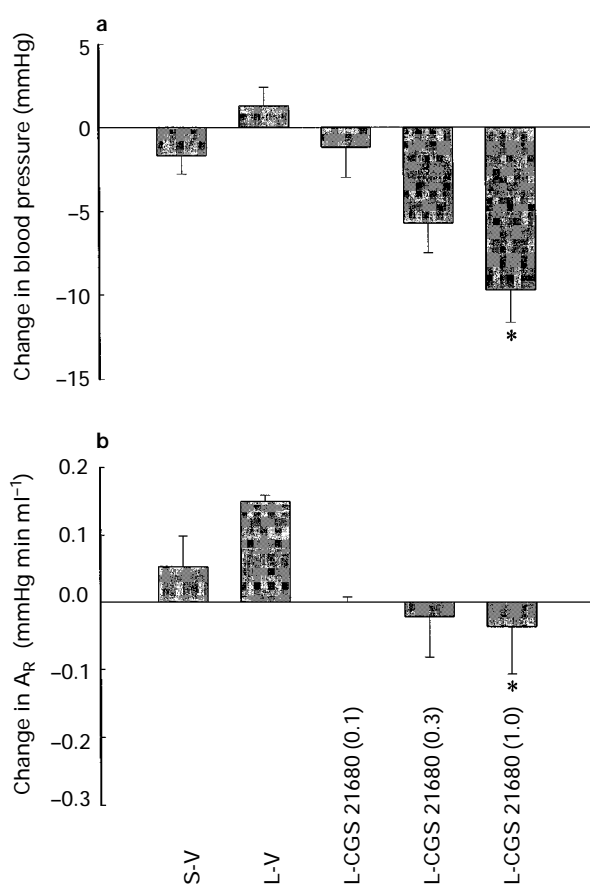 a
Change in blood pressure (mmHg)
5
0
−5
−10
−15
*
b
Change in A_R (mmHg min ml⁻¹)
0.2
0.1
0.0
−0.1
−0.2
−0.3
*
S-V
L-V
L-CGS 21680 (0.1)
L-CGS 21680 (0.3)
L-CGS 21680 (1.0)